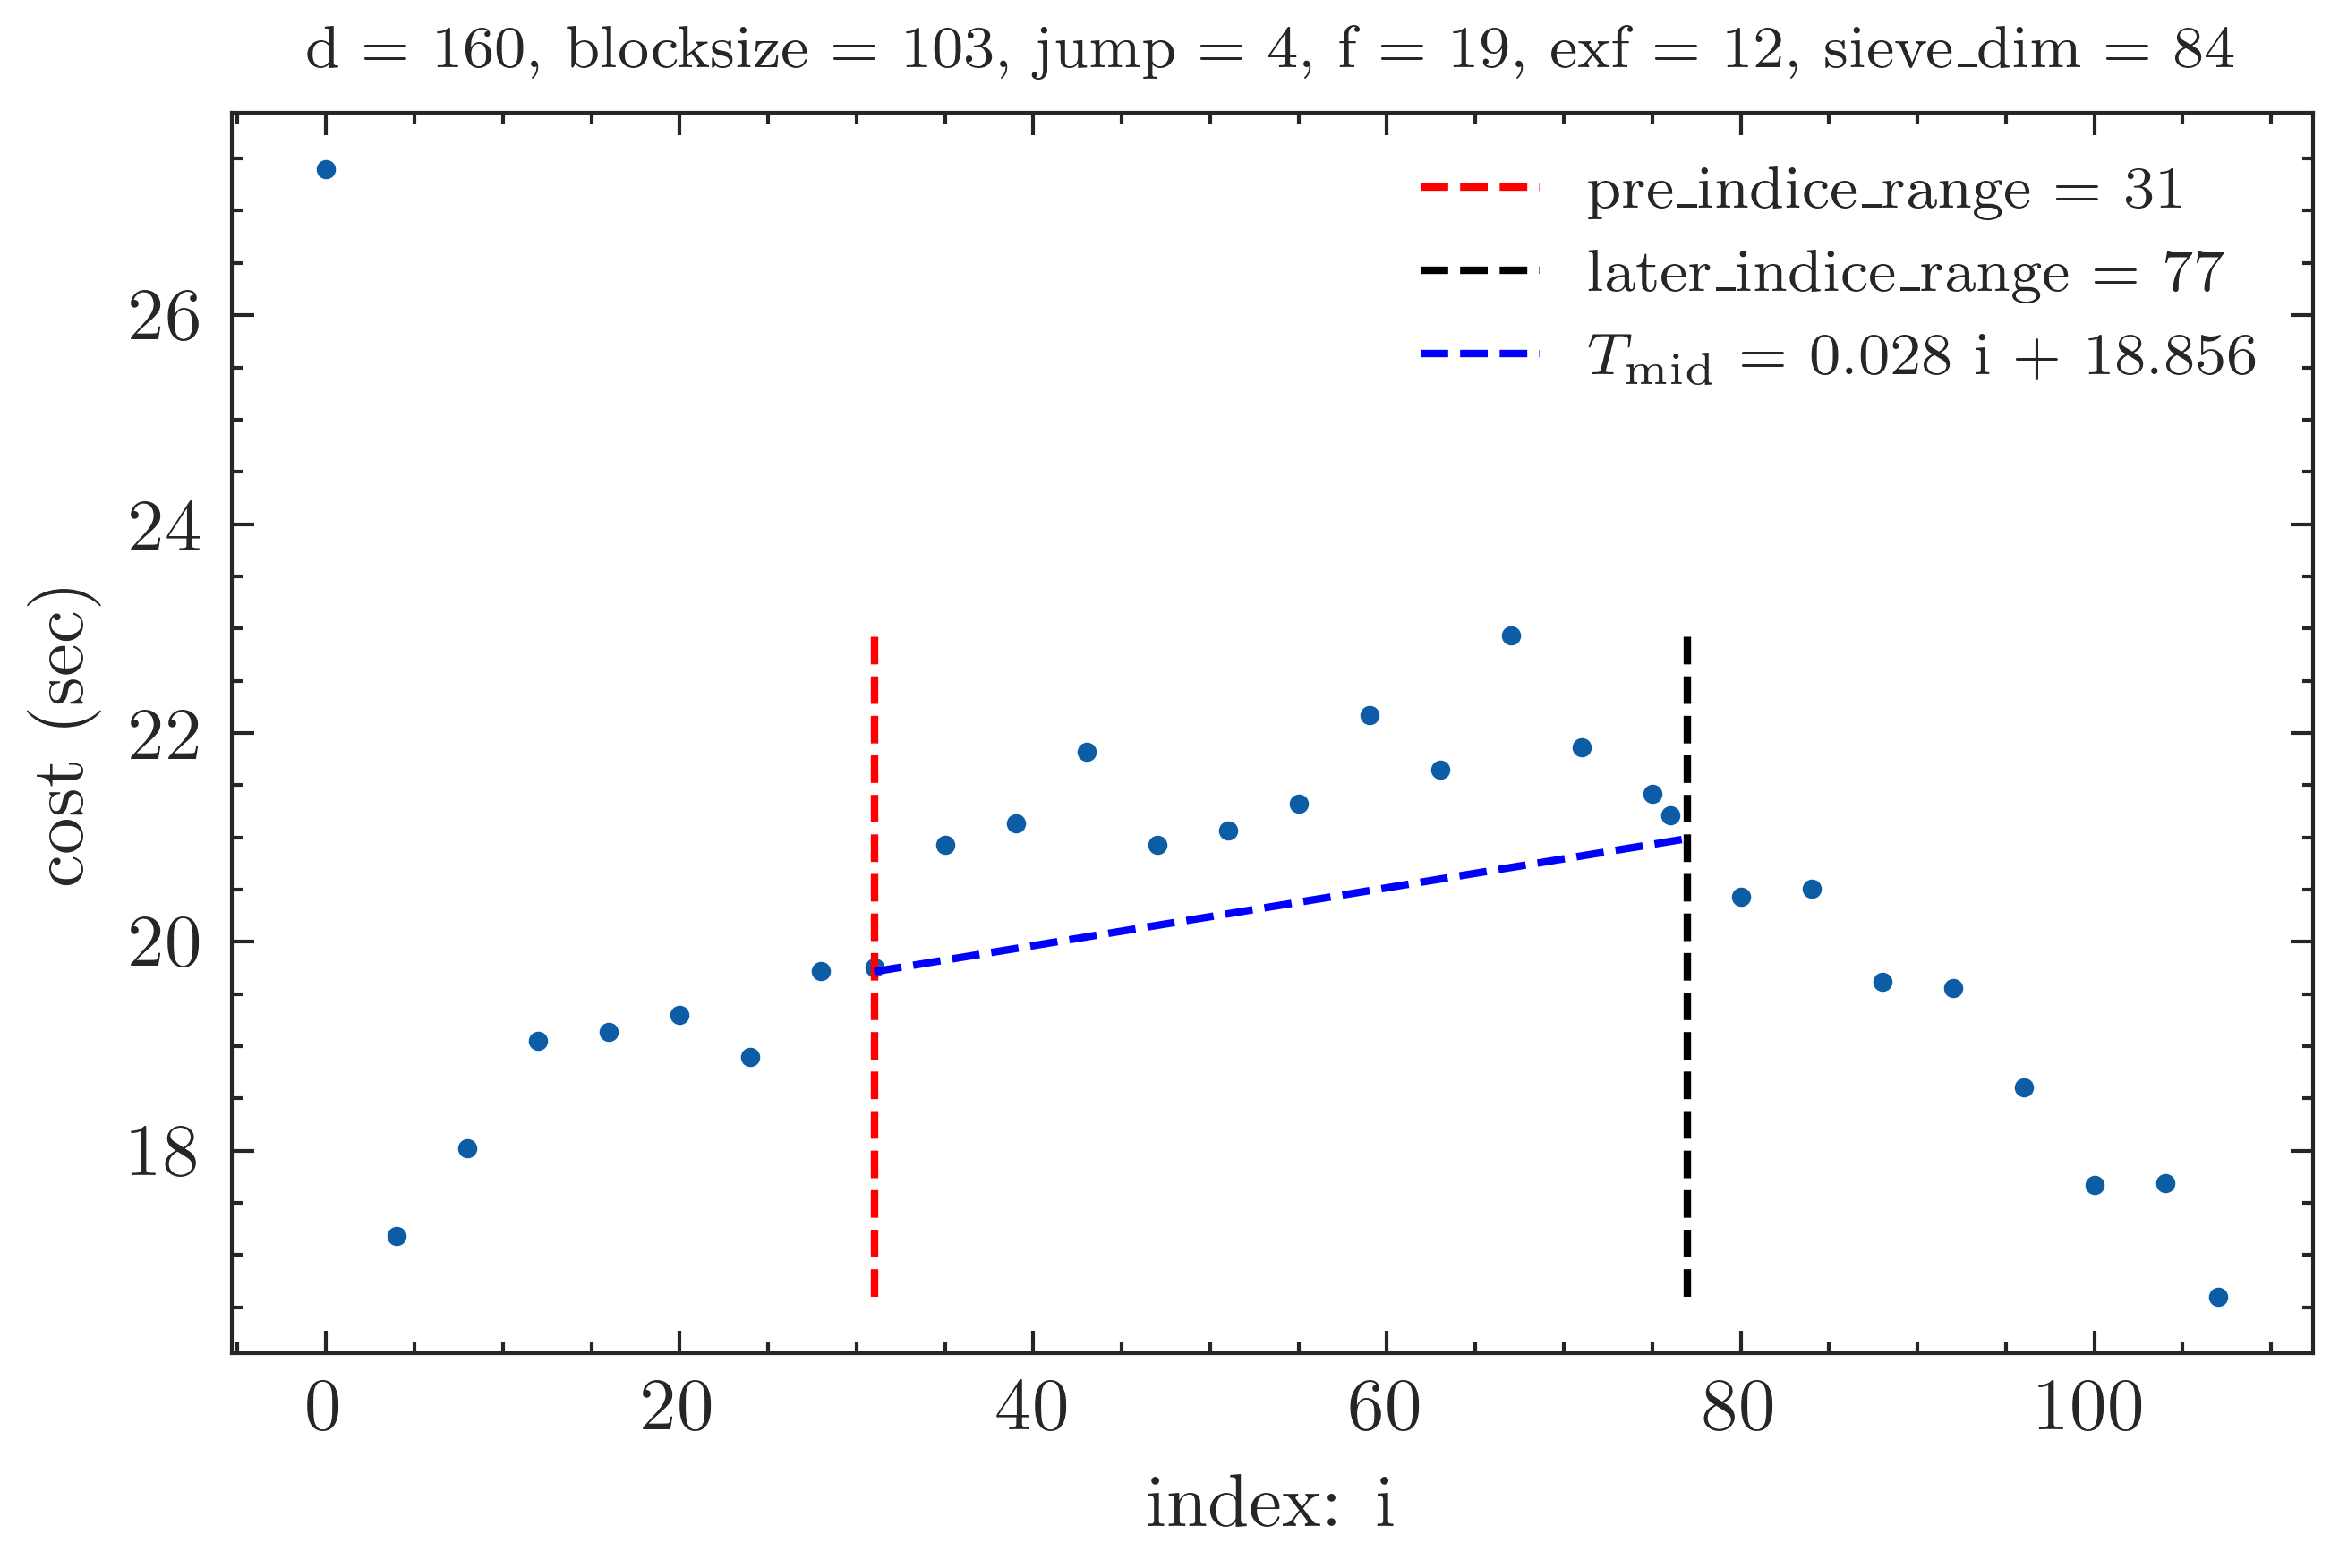 d = 160, blocksize = 103, jump = 4, f = 19, exf = 12, sieve_dim = 84
pre_indice_range = 31
later_indice_range = 77
T_mid = 0.028 i + 18.856
cost (sec)
26
24
22
20
18
0 20 40 60 80 100
index: i